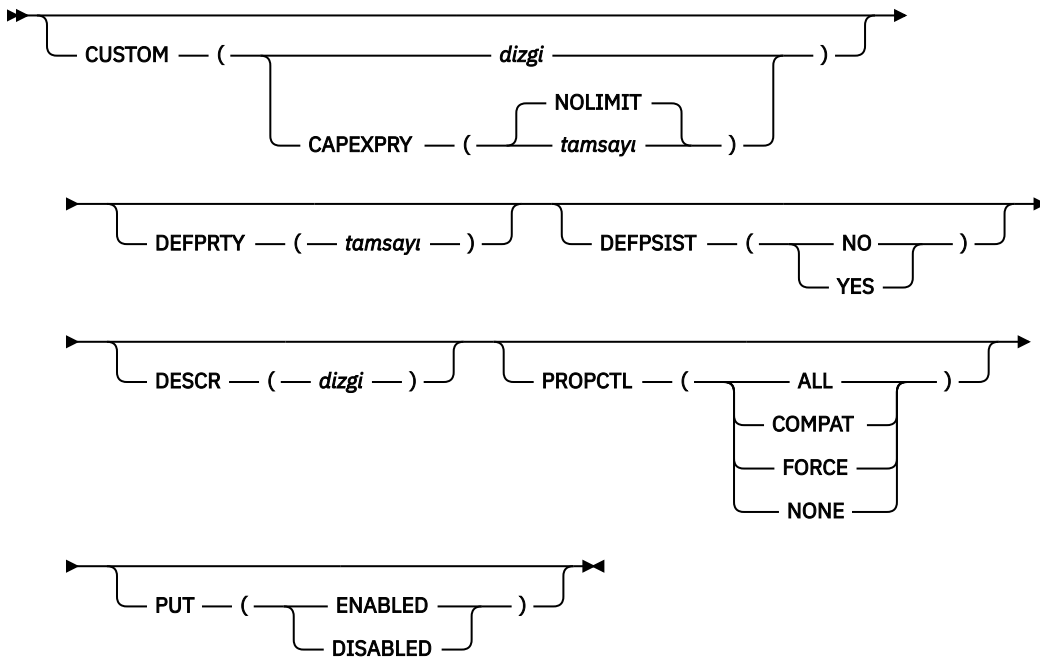 CUSTOM ( dizgi )
NOLIMIT
CAPEXPRY ( tamsayı )
DEFPRTY ( tamsayı ) DEFPSIST ( NO )
YES
DESCR ( dizgi ) PROPCTL ( ALL )
COMPAT
FORCE
NONE
PUT ( ENABLED )
DISABLED